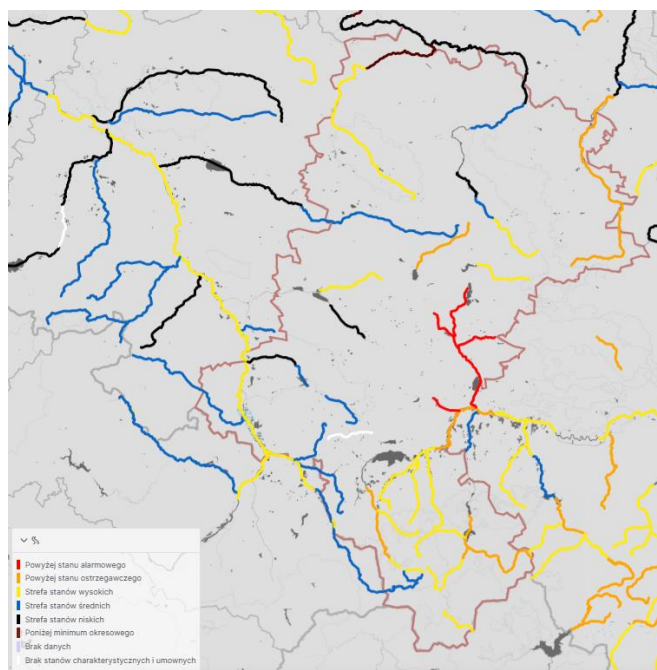 Powyżej stanu alarmowego
Powyżej stanu ostrzegawczego
Strefa stanów wysokich
Strefa stanów średnich
Strefa stanów niskich
Poniżej minimum okresowego
Brak danych
Brak stanów charakterystycznych i umownych